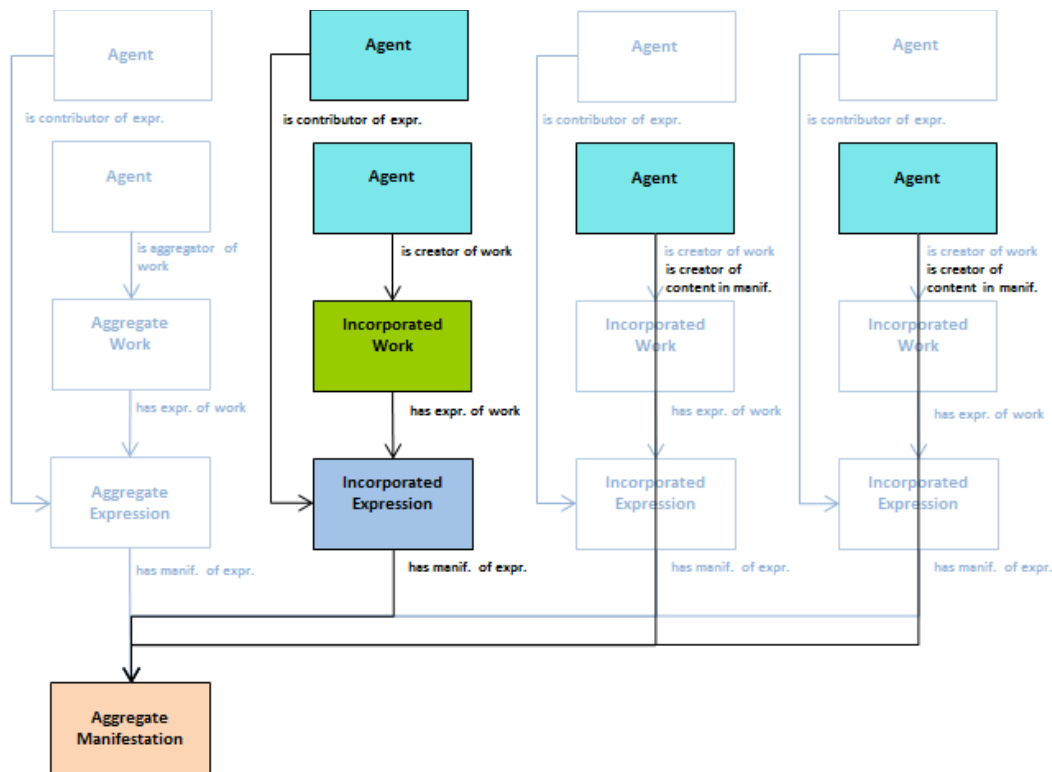 Agent
Agent
Agent
Agent
is contributor of expr.
is contributor of expr.
is contributor of expr.
is contributor of expr.
Agent
Agent
Agent
Agent
is aggregator of
work
is creator of work
is creator of work
is creator of
content in manif.
is creator of work
is creator of
content in manif.
Aggregate
Work
Incorporated
Work
Incorporated
Work
Incorporated
Work
has expr. of work
has expr. of work
has expr. of work
has expr. of work
Aggregate
Expression
Incorporated
Expression
Incorporated
Expression
Incorporated
Expression
has manif. of expr.
has manif. of expr.
has manif. of expr.
has manif. of expr.
Aggregate
Manifestation